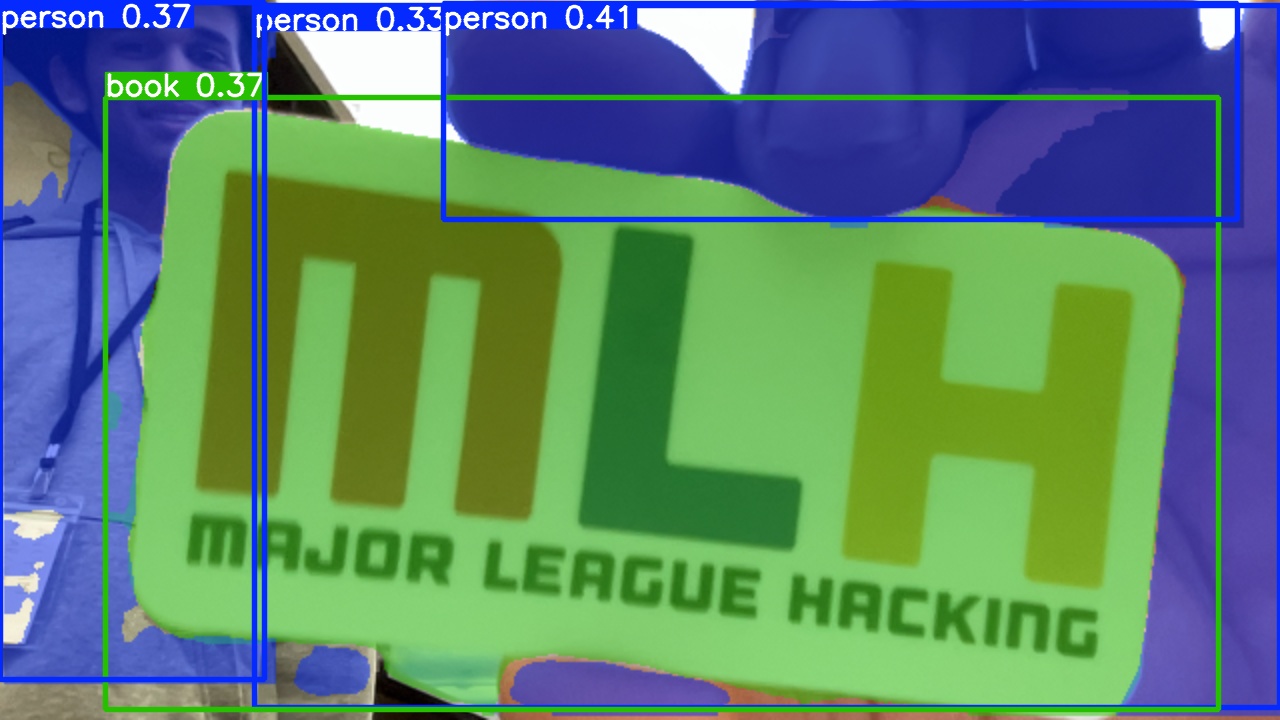 person 0.37
person 0.33
person 0.41
book 0.37
MLH
MAJOR LEAGUE HACKING